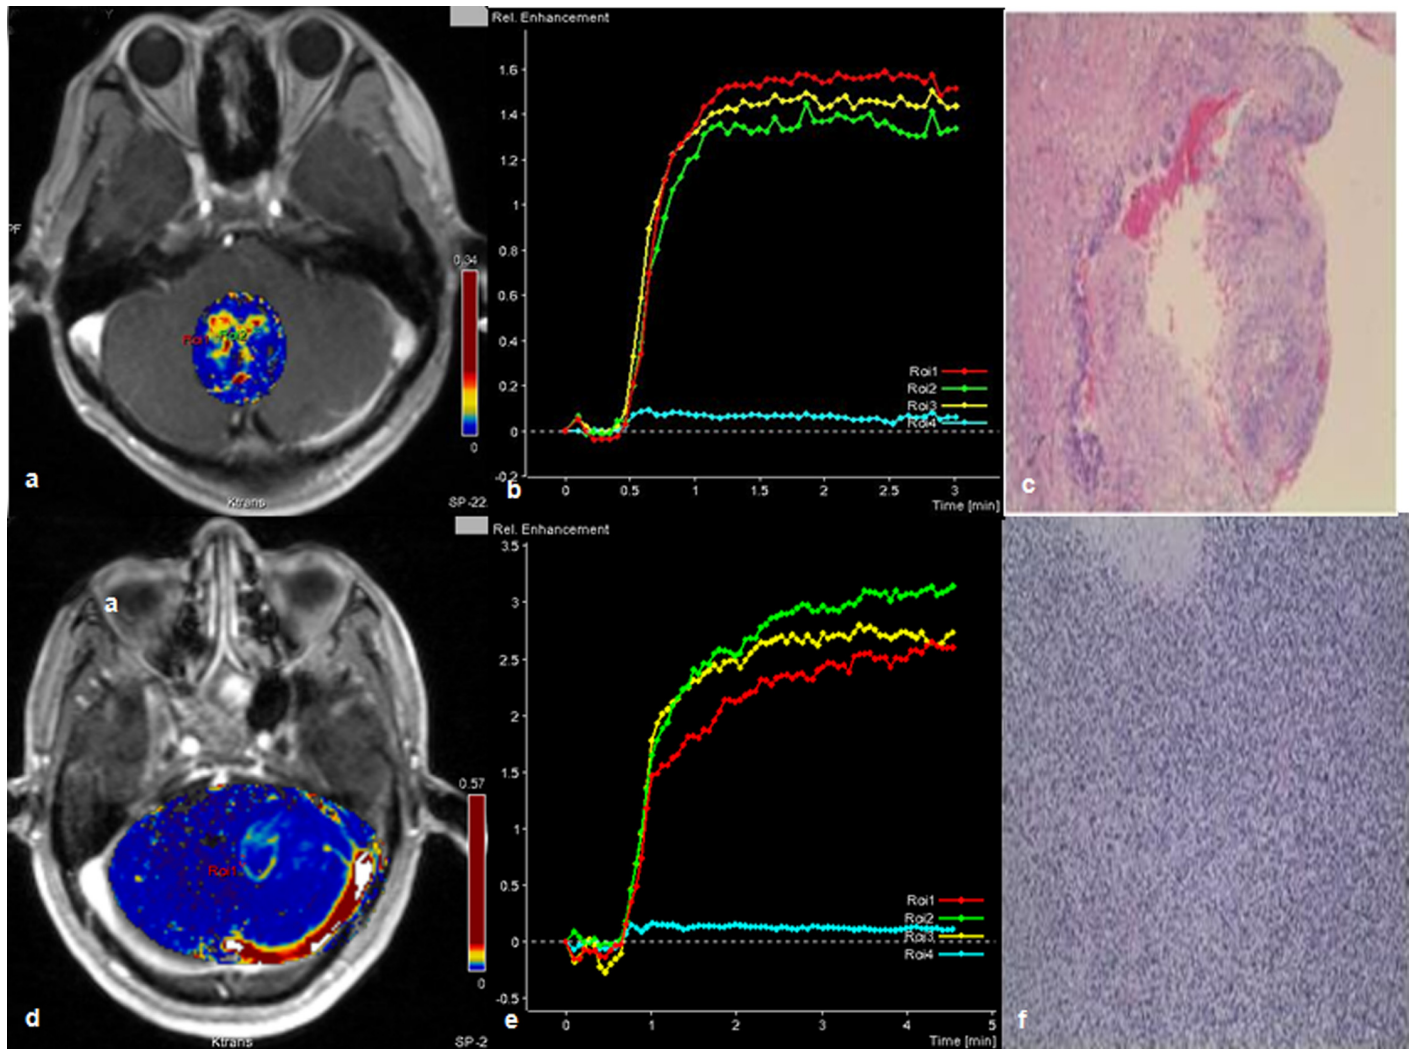 Y
PF
0.34
Roi1
Roi2
0
a
Ktrans
SP-22.
Rel. Enhancement
1.6
1.4
1.2
1
0.8
0.6
0.4
0.2
0
-0.2
Roi1
Roi2
Roi3
Roi4
0 0.5 1 1.5 2 2.5 3
Time [min]
b
c
a
0.57
Roi1
0
d
Ktrans
SP-2
Rel. Enhancement
3.5
3
2.5
2
1.5
1
0.5
0
-0.5
Roi1
Roi2
Roi3
Roi4
0 1 2 3 4 5
Time [min]
e
f